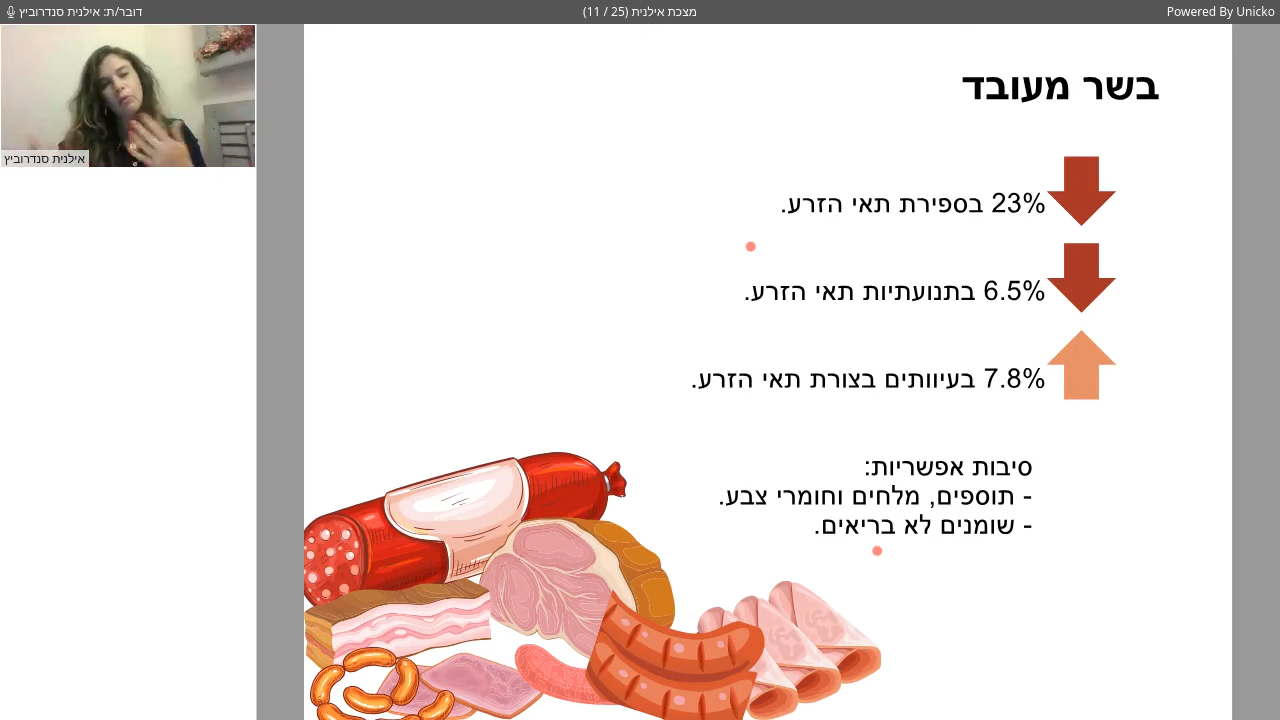 דובר/ת: אילנית סנדרוביץ
מצכת אילנית (25 / 11)
Powered By Unicko
אילנית סנדרוביץ
בשר מעובד
23% בספירת תאי הזרע.
6.5% בתנועתיות תאי הזרע.
7.8% בעיוותים בצורת תאי הזרע.
סיבות אפשריות:
- תוספים, מלחים וחומרי צבע.
- שומנים לא בריאים.